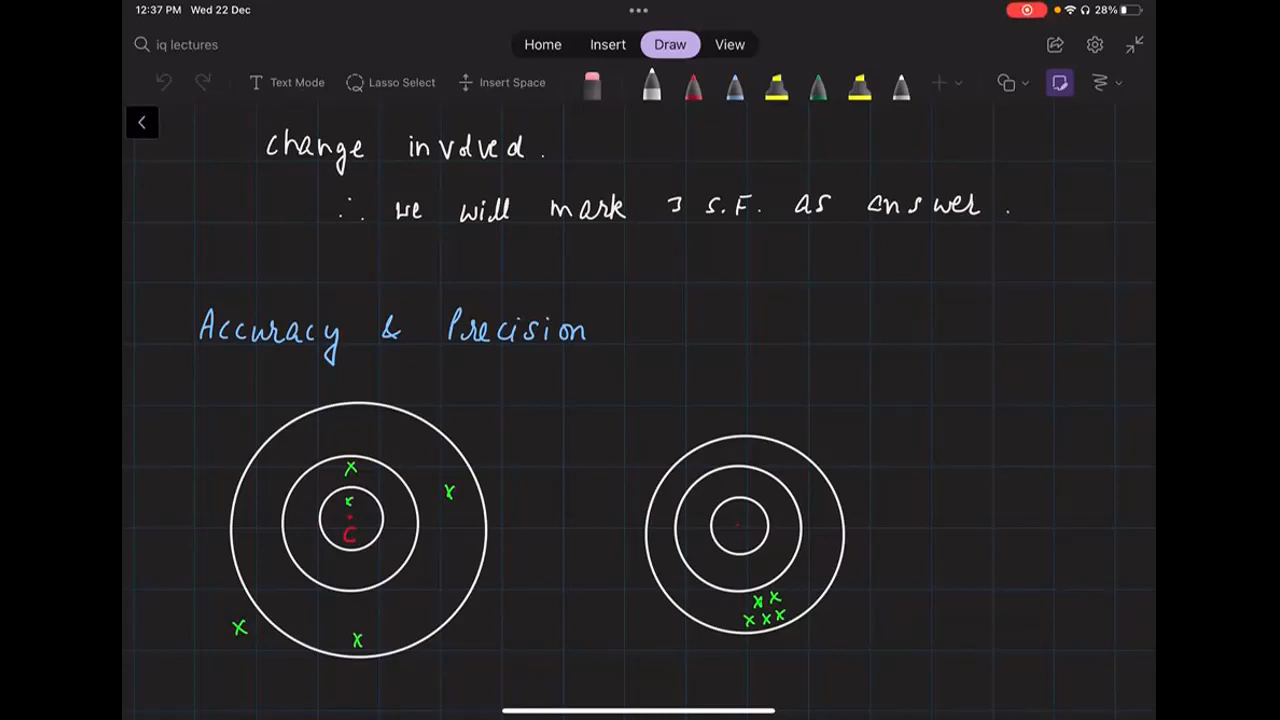 12:37 PM Wed 22 Dec
28%
iq lectures
Home Insert Draw View
Text Mode Lasso Select Insert Space
change involved.
∴ we will mark 3 S.F. as answer.
Accuracy & Precision
x
x
x
C
x
x
x x
x x x